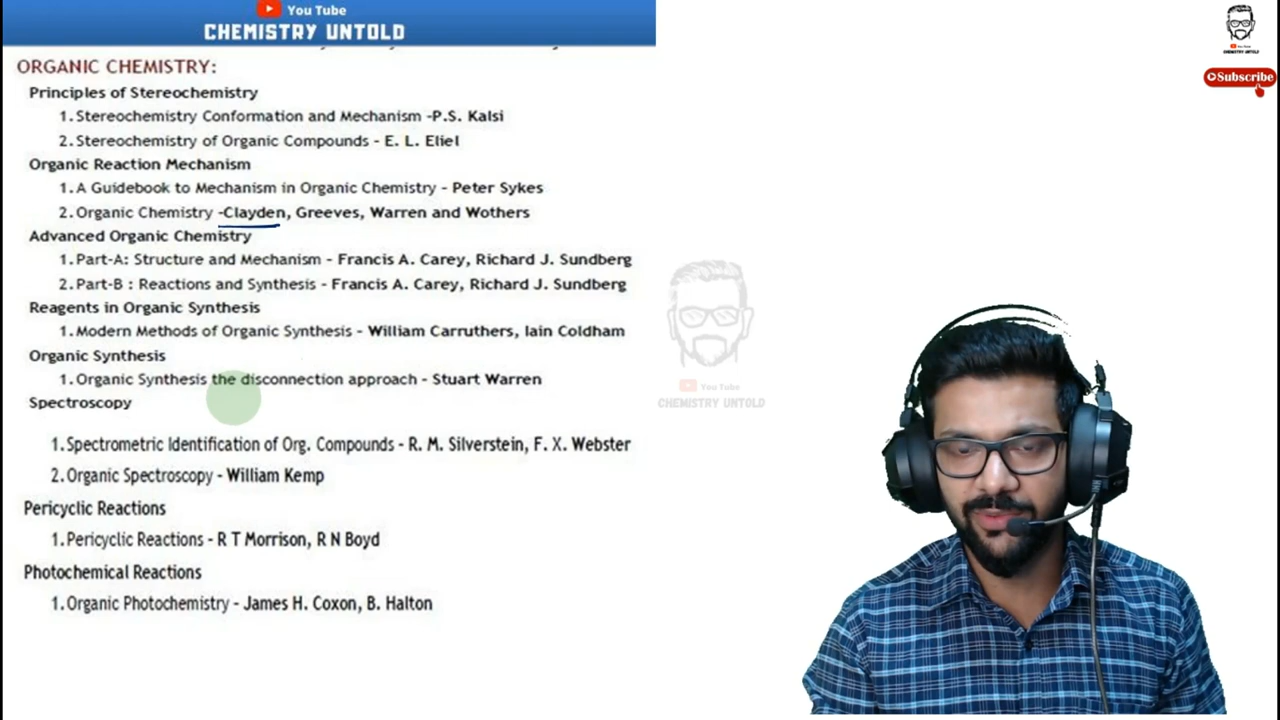 You Tube
CHEMISTRY UNTOLD
ORGANIC CHEMISTRY:
Principles of Stereochemistry
1. Stereochemistry Conformation and Mechanism -P.S. Kalsi
2. Stereochemistry of Organic Compounds - E. L. Eliel
Organic Reaction Mechanism
1. A Guidebook to Mechanism in Organic Chemistry - Peter Sykes
2. Organic Chemistry -Clayden, Greeves, Warren and Wothers
Advanced Organic Chemistry
1. Part-A: Structure and Mechanism - Francis A. Carey, Richard J. Sundberg
2. Part-B : Reactions and Synthesis - Francis A. Carey, Richard J. Sundberg
Reagents in Organic Synthesis
1. Modern Methods of Organic Synthesis - William Carruthers, Iain Coldham
Organic Synthesis
1. Organic Synthesis the disconnection approach - Stuart Warren
Spectroscopy
1. Spectrometric Identification of Org. Compounds - R. M. Silverstein, F. X. Webster
2. Organic Spectroscopy - William Kemp
Pericyclic Reactions
1. Pericyclic Reactions - R T Morrison, R N Boyd
Photochemical Reactions
1. Organic Photochemistry - James H. Coxon, B. Halton
You Tube
CHEMISTRY UNTOLD
CHEMISTRY UNTOLD
Subscribe